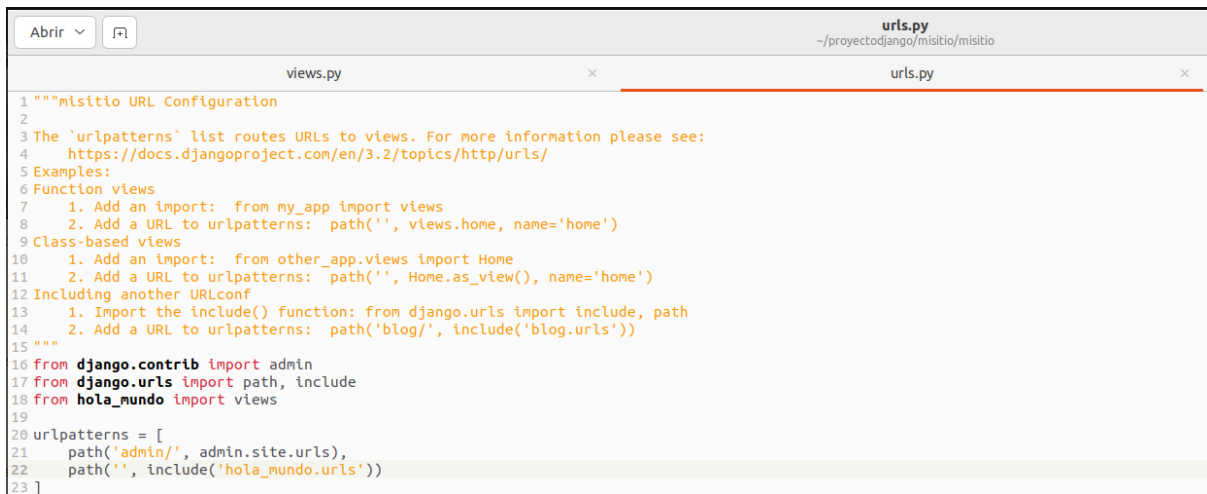 Abrir
urls.py
~/proyectodjango/misitio/misitio
views.py
urls.py
1 """misitio URL Configuration
2
3 The `urlpatterns` list routes URLs to views. For more information please see:
4     https://docs.djangoproject.com/en/3.2/topics/http/urls/
5 Examples:
6 Function views
7     1. Add an import:  from my_app import views
8     2. Add a URL to urlpatterns:  path('', views.home, name='home')
9 Class-based views
10     1. Add an import:  from other_app.views import Home
11     2. Add a URL to urlpatterns:  path('', Home.as_view(), name='home')
12 Including another URLconf
13     1. Import the include() function: from django.urls import include, path
14     2. Add a URL to urlpatterns:  path('blog/', include('blog.urls'))
15 """
16 from django.contrib import admin
17 from django.urls import path, include
18 from hola_mundo import views
19
20 urlpatterns = [
21     path('admin/', admin.site.urls),
22     path('', include('hola_mundo.urls'))
23 ]